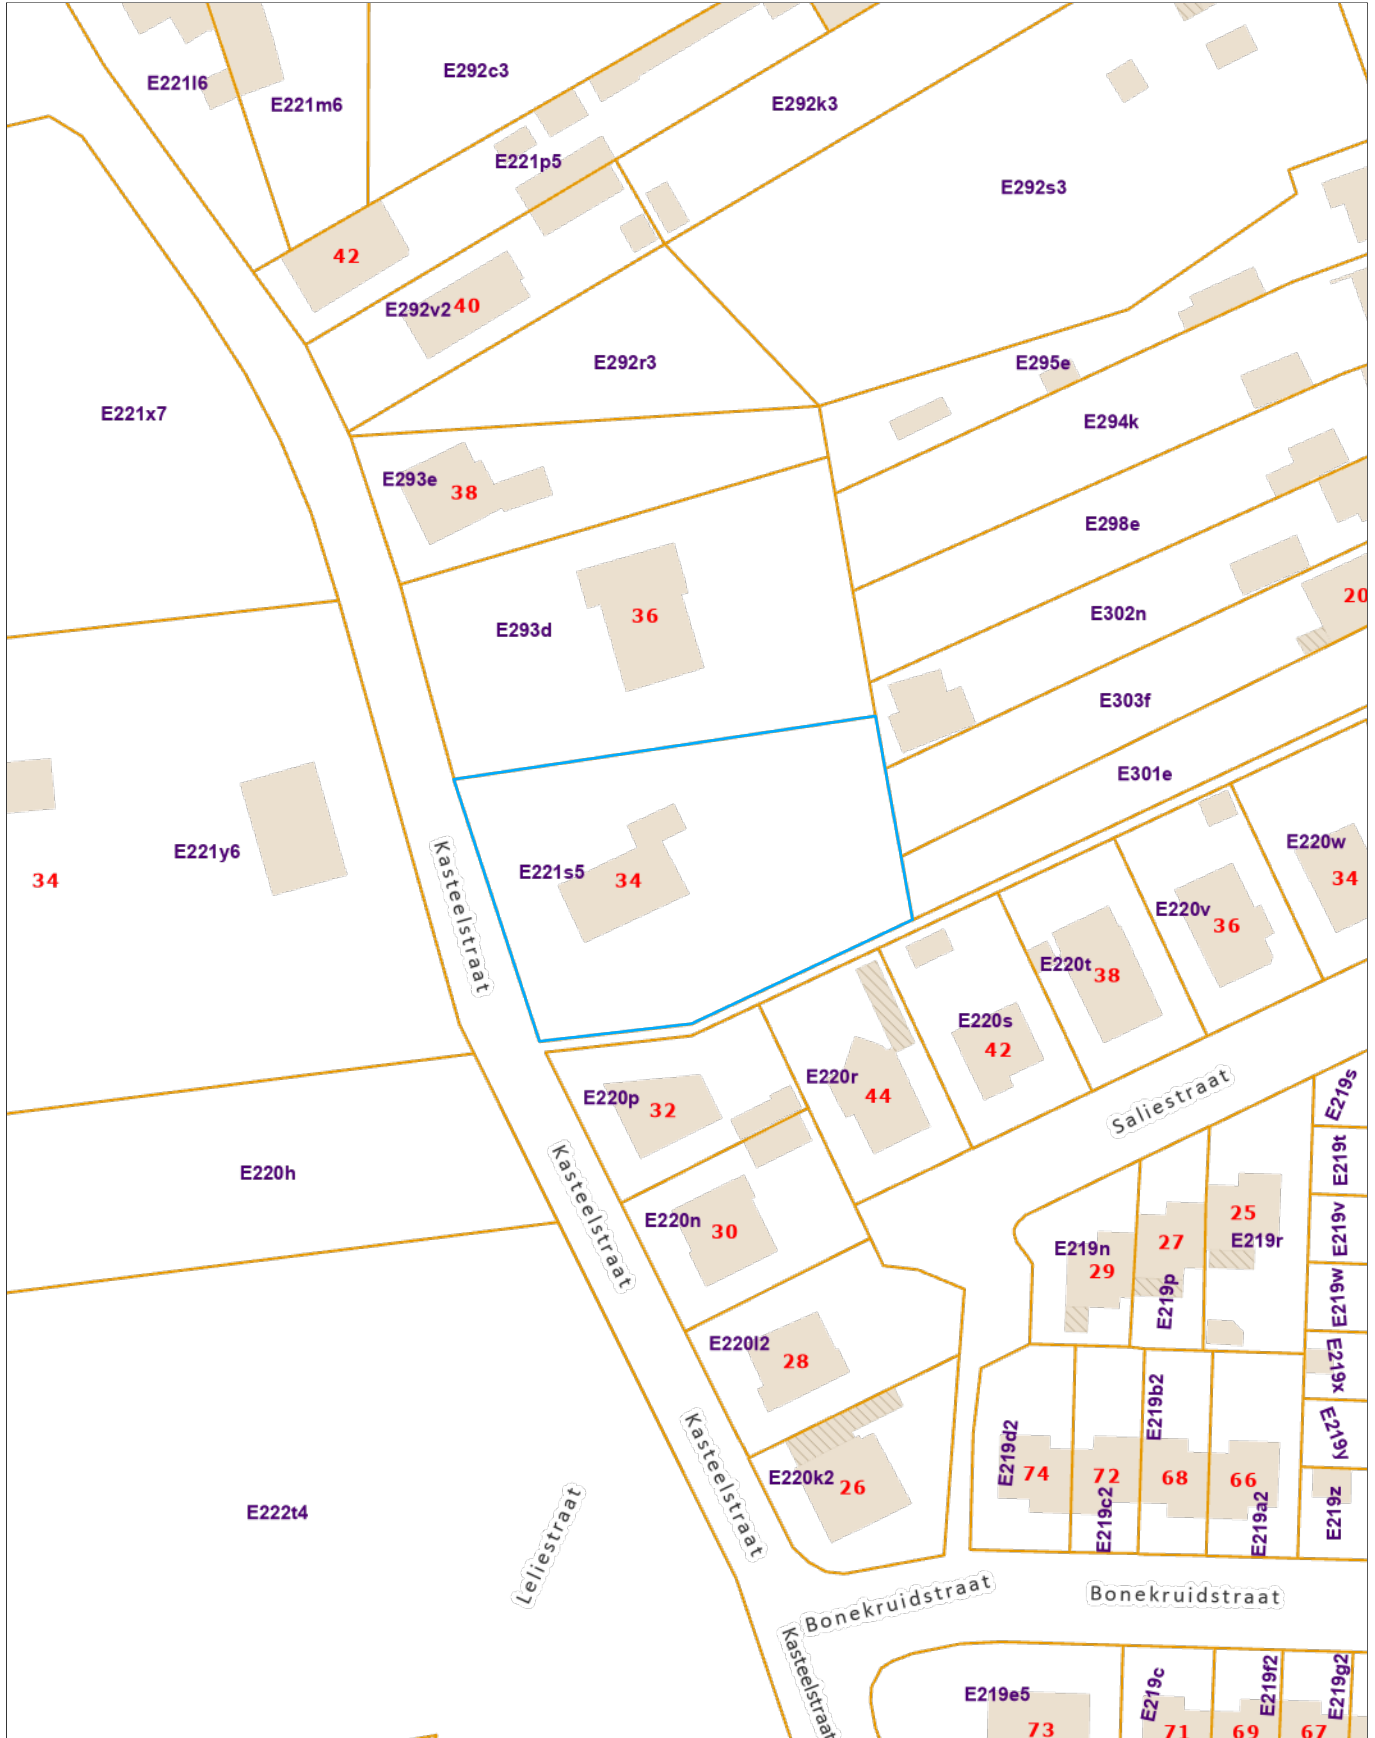 E292c3
E221l6
E221m6
E292k3
E221p5
E292s3
42
E292v2
40
E292r3
E295e
E221x7
E294k
E293e
38
E298e
20
E302n
36
E293d
E303f
E301e
E220w
E221y6
34
Kasteelstraat
E221s5
34
34
E220v
36
E220t
38
E220s
42
E220r
44
E220p
32
Saliestraat
E219s
E219t
E220h
Kasteelstraat
E220n
30
25
E219r
E219v
E219n
27
29
E219p
E219w
E220l2
28
E219x
E219b2
E219y
Kasteelstraat
E219d2
74
72
68
66
E220k2
26
E222t4
E219c2
E219a2
E219z
Leliestraat
Bonekruidstraat
Bonekruidstraat
Kasteelstraat
E219e5
E219c
E219f2
E219g2
73
71
69
67